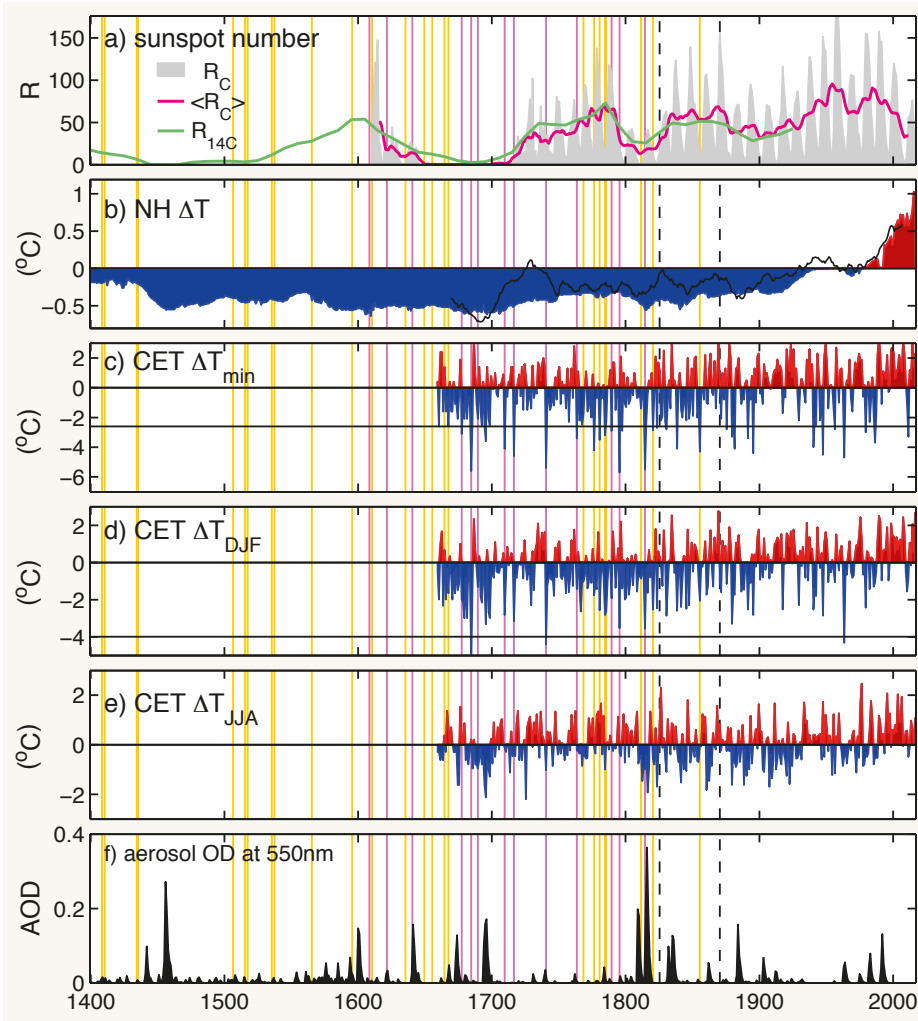 a) sunspot number
R_C
<R_C>
R_14C
R
150
100
50
0
b) NH ΔT
(°C)
1
0.5
0
−0.5
c) CET ΔT_min
(°C)
2
0
−2
−4
−6
d) CET ΔT_DJF
(°C)
2
0
−2
−4
e) CET ΔT_JJA
(°C)
2
0
−2
f) aerosol OD at 550nm
AOD
0.4
0.2
0
1400 1500 1600 1700 1800 1900 2000